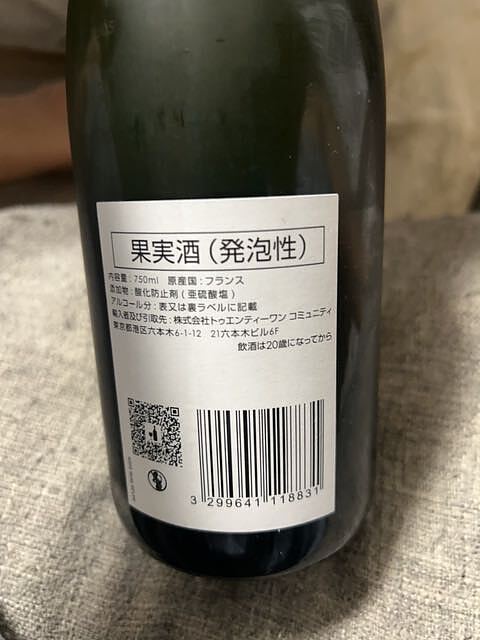 果実酒(発泡性)
内容量:750ml 原産国:フランス
添加物:酸化防止剤(亜硫酸塩)
アルコール分:表又は裏ラベルに記載
輸入者及び引取先:株式会社トゥエンティーワン コミュニティ
東京都港区六本木6-1-12 21六本木ビル6F
飲酒は20歳になってから
3 299641 118831